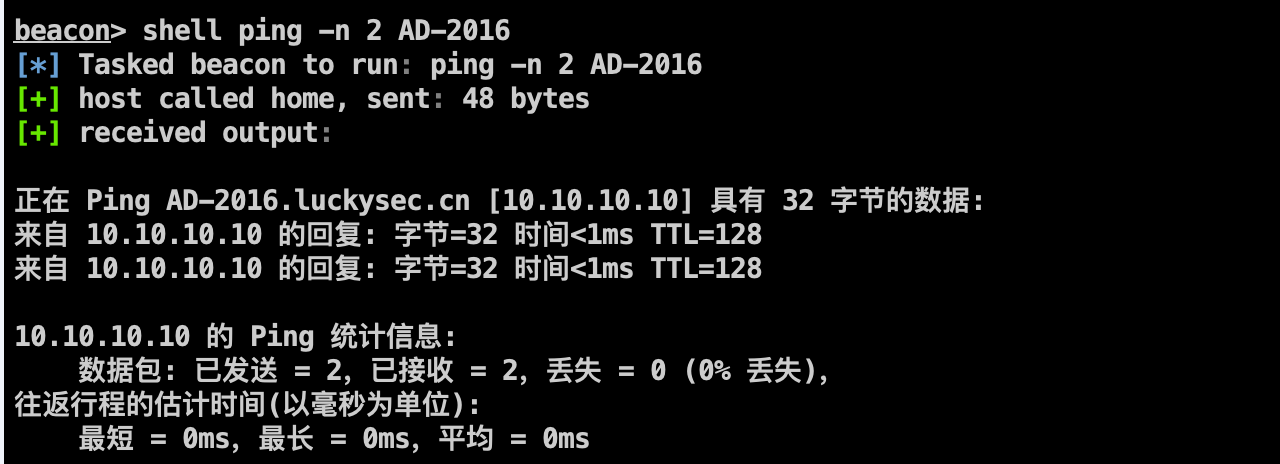 beacon> shell ping -n 2 AD-2016
[*] Tasked beacon to run: ping -n 2 AD-2016
[+] host called home, sent: 48 bytes
[+] received output:
正在 Ping AD-2016.luckysec.cn [10.10.10.10] 具有 32 字节的数据:
来自 10.10.10.10 的回复: 字节=32 时间<1ms TTL=128
来自 10.10.10.10 的回复: 字节=32 时间<1ms TTL=128
10.10.10.10 的 Ping 统计信息:
    数据包: 已发送 = 2，已接收 = 2，丢失 = 0 (0% 丢失)，
往返行程的估计时间(以毫秒为单位):
    最短 = 0ms，最长 = 0ms，平均 = 0ms